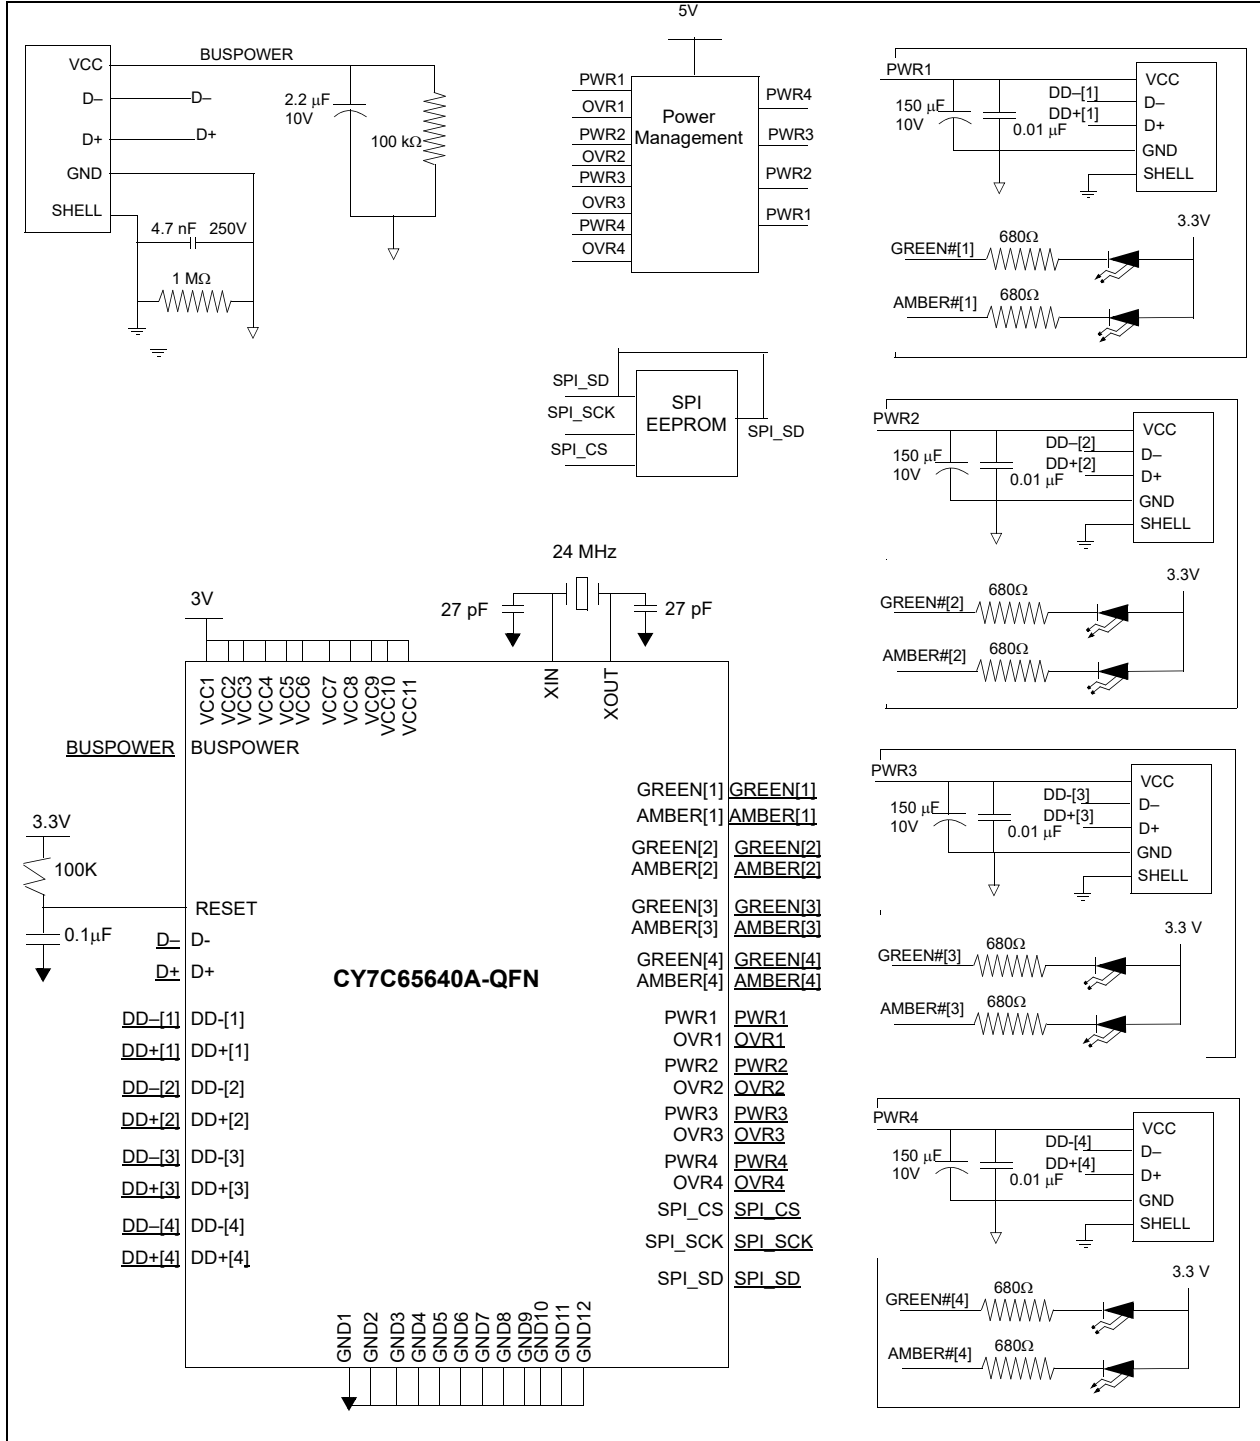 5V
BUSPOWER
VCC
D–
D–
D+
D+
GND
SHELL
2.2 μF
10V
100 kΩ
4.7 nF 250V
1 MΩ
PWR1
OVR1
PWR2
OVR2
PWR3
OVR3
PWR4
OVR4
Power
Management
PWR4
PWR3
PWR2
PWR1
SPI_SD
SPI_SCK
SPI_CS
SPI
EEPROM
SPI_SD
PWR1
150 μF
10V
0.01 μF
DD–[1]
DD+[1]
VCC
D–
D+
GND
SHELL
3.3V
GREEN#[1]
680Ω
AMBER#[1]
680Ω
PWR2
150 μF
10V
0.01 μF
DD–[2]
DD+[2]
VCC
D–
D+
GND
SHELL
3.3V
GREEN#[2]
680Ω
AMBER#[2]
680Ω
PWR3
150 μF
10V
0.01 μF
DD-[3]
DD+[3]
VCC
D–
D+
GND
SHELL
3.3 V
GREEN#[3]
680Ω
AMBER#[3]
680Ω
PWR4
150 μF
10V
0.01 μF
DD-[4]
DD+[4]
VCC
D–
D+
GND
SHELL
3.3 V
GREEN#[4]
680Ω
AMBER#[4]
680Ω
24 MHz
27 pF
27 pF
3V
VCC1
VCC2
VCC3
VCC4
VCC5
VCC6
VCC7
VCC8
VCC9
VCC10
VCC11
XIN
XOUT
BUSPOWER BUSPOWER
3.3V
100K
0.1μF
RESET
D– D-
D+ D+
DD–[1] DD-[1]
DD+[1] DD+[1]
DD–[2] DD-[2]
DD+[2] DD+[2]
DD–[3] DD-[3]
DD+[3] DD+[3]
DD–[4] DD-[4]
DD+[4] DD+[4]
CY7C65640A-QFN
GREEN[1] GREEN[1]
AMBER[1] AMBER[1]
GREEN[2] GREEN[2]
AMBER[2] AMBER[2]
GREEN[3] GREEN[3]
AMBER[3] AMBER[3]
GREEN[4] GREEN[4]
AMBER[4] AMBER[4]
PWR1 PWR1
OVR1 OVR1
PWR2 PWR2
OVR2 OVR2
PWR3 PWR3
OVR3 OVR3
PWR4 PWR4
OVR4 OVR4
SPI_CS SPI_CS
SPI_SCK SPI_SCK
SPI_SD SPI_SD
GND1
GND2
GND3
GND4
GND5
GND6
GND7
GND8
GND9
GND10
GND11
GND12